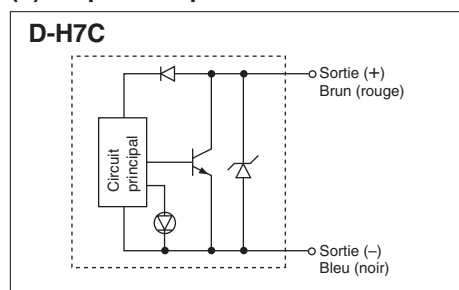 D-H7C
Sortie (+)
Brun (rouge)
Circuit
principal
Sortie (–)
Bleu (noir)